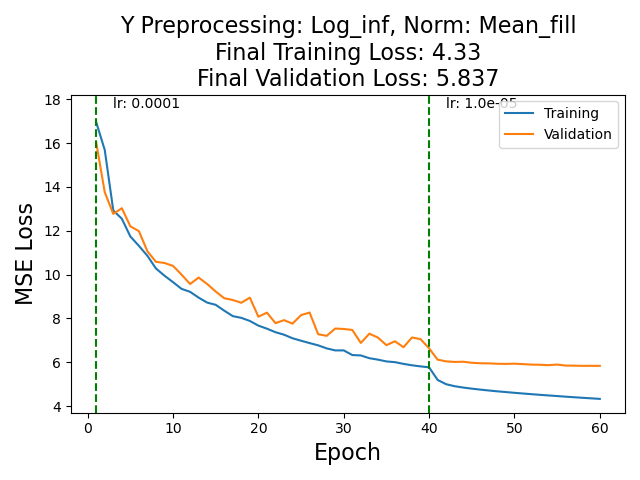 Y Preprocessing: Log_inf, Norm: Mean_fill
Final Training Loss: 4.33
Final Validation Loss: 5.837
lr: 0.0001
lr: 1.0e-05
Training
Validation
MSE Loss
18
16
14
12
10
8
6
4
0
10
20
30
40
50
60
Epoch